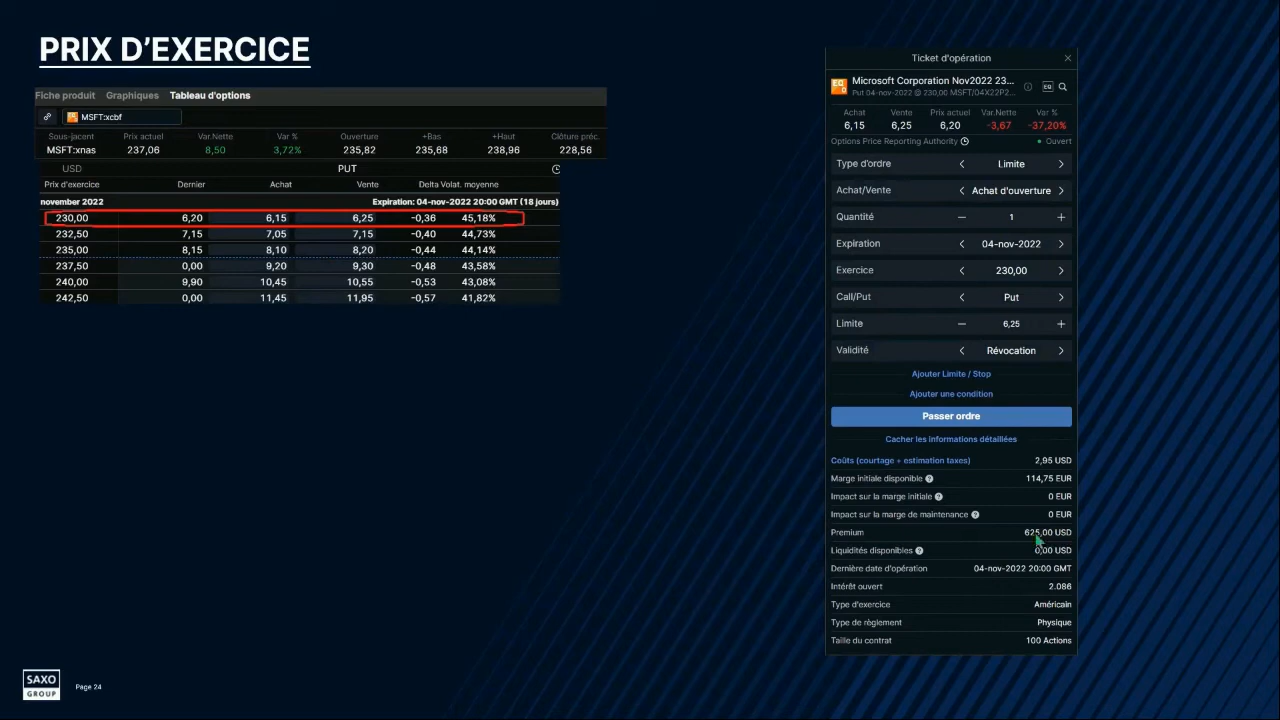 PRIX D'EXERCICE
Fiche produit Graphiques Tableau d'options
MSFT:xcbf
Sous-jacent Prix actuel Var.Nette Var % Ouverture +Bas +Haut Clôture préc.
MSFT:xnas 237,06 8,50 3,72% 235,82 235,68 238,96 228,56
USD PUT
Prix d'exercice Dernier Achat Vente Delta Volat. moyenne
november 2022 Expiration: 04-nov-2022 20:00 GMT (18 jours)
230,00 6,20 6,15 6,25 -0,36 45,18%
232,50 7,15 7,05 7,15 -0,40 44,73%
235,00 8,15 8,10 8,20 -0,44 44,14%
237,50 0,00 9,20 9,30 -0,48 43,58%
240,00 9,90 10,45 10,55 -0,53 43,08%
242,50 0,00 11,45 11,95 -0,57 41,82%
Ticket d'opération
Microsoft Corporation Nov2022 23...
Put 04-nov-2022 @ 230,00 MSFT/04X22P2...
EQ
Achat Vente Prix actuel Var.Nette Var %
6,15 6,25 6,20 -3,67 -37,20%
Options Price Reporting Authority Ouvert
Type d'ordre Limite
Achat/Vente Achat d'ouverture
Quantité − 1 +
Expiration 04-nov-2022
Exercice 230,00
Call/Put Put
Limite − 6,25 +
Validité Révocation
Ajouter Limite / Stop
Ajouter une condition
Passer ordre
Cacher les informations détaillées
Coûts (courtage + estimation taxes) 2,95 USD
Marge initiale disponible 114,75 EUR
Impact sur la marge initiale 0 EUR
Impact sur la marge de maintenance 0 EUR
Premium 625,00 USD
Liquidités disponibles 0,00 USD
Dernière date d'opération 04-nov-2022 20:00 GMT
Intérêt ouvert 2.086
Type d'exercice Américain
Type de règlement Physique
Taille du contrat 100 Actions
SAXO
GROUP
Page 24